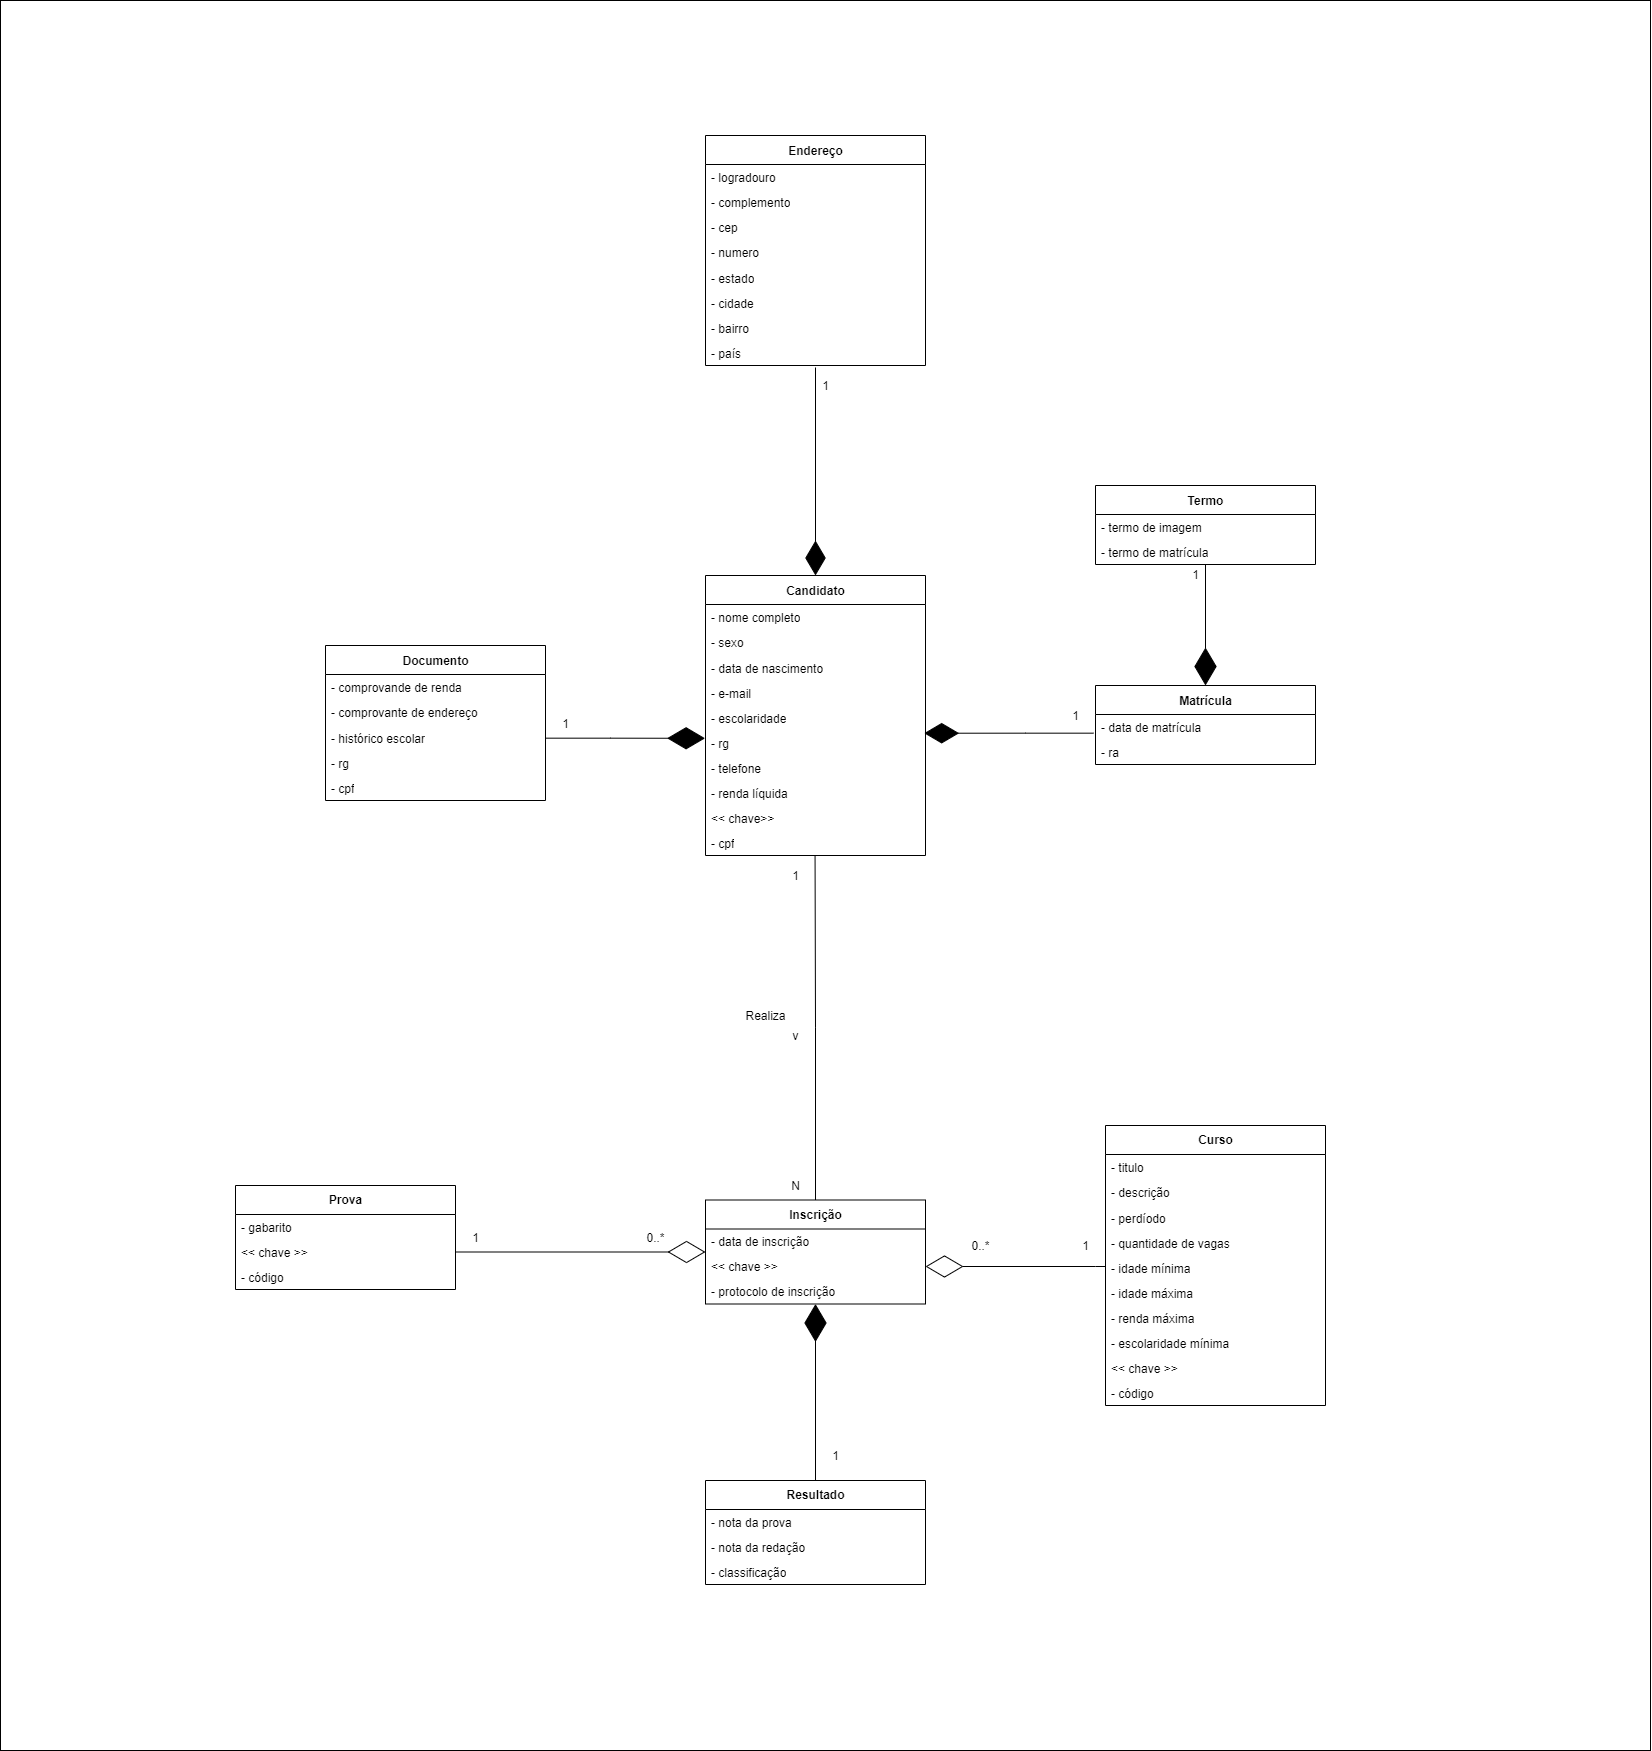 Endereço
- logradouro
- complemento
- cep
- numero
- estado
- cidade
- bairro
- país
1
Termo
- termo de imagem
- termo de matrícula
1
Candidato
- nome completo
- sexo
- data de nascimento
- e-mail
- escolaridade
- rg
- telefone
- renda líquida
<< chave>>
- cpf
Documento
- comprovande de renda
- comprovante de endereço
- histórico escolar
- rg
- cpf
1
1
Matrícula
- data de matrícula
- ra
1
Realiza
v
N
Prova
- gabarito
<< chave >>
- código
1
0..*
Inscrição
- data de inscrição
<< chave >>
- protocolo de inscrição
0..*
1
Curso
- titulo
- descrição
- perdíodo
- quantidade de vagas
- idade mínima
- idade máxima
- renda máxima
- escolaridade mínima
<< chave >>
- código
1
Resultado
- nota da prova
- nota da redação
- classificação